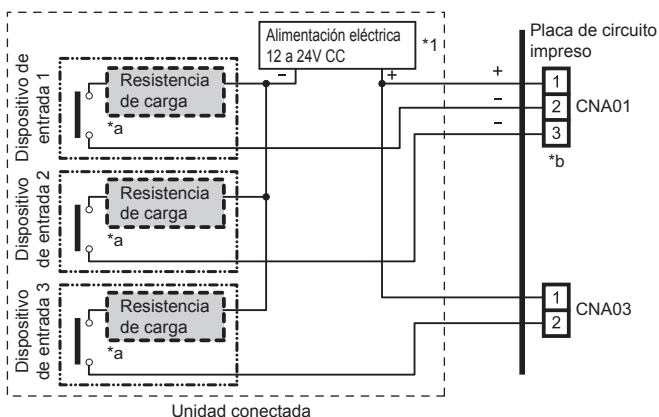 Alimentación eléctrica
12 a 24V CC
*1
–
+
Placa de circuito
impreso
Dispositivo de
entrada 1
Resistencia
de carga
*a
+
–
–
1
2
3
CNA01
*b
Dispositivo
de entrada 2
Resistencia
de carga
*a
Dispositivo
de entrada 3
Resistencia
de carga
*a
1
2
CNA03
Unidad conectada